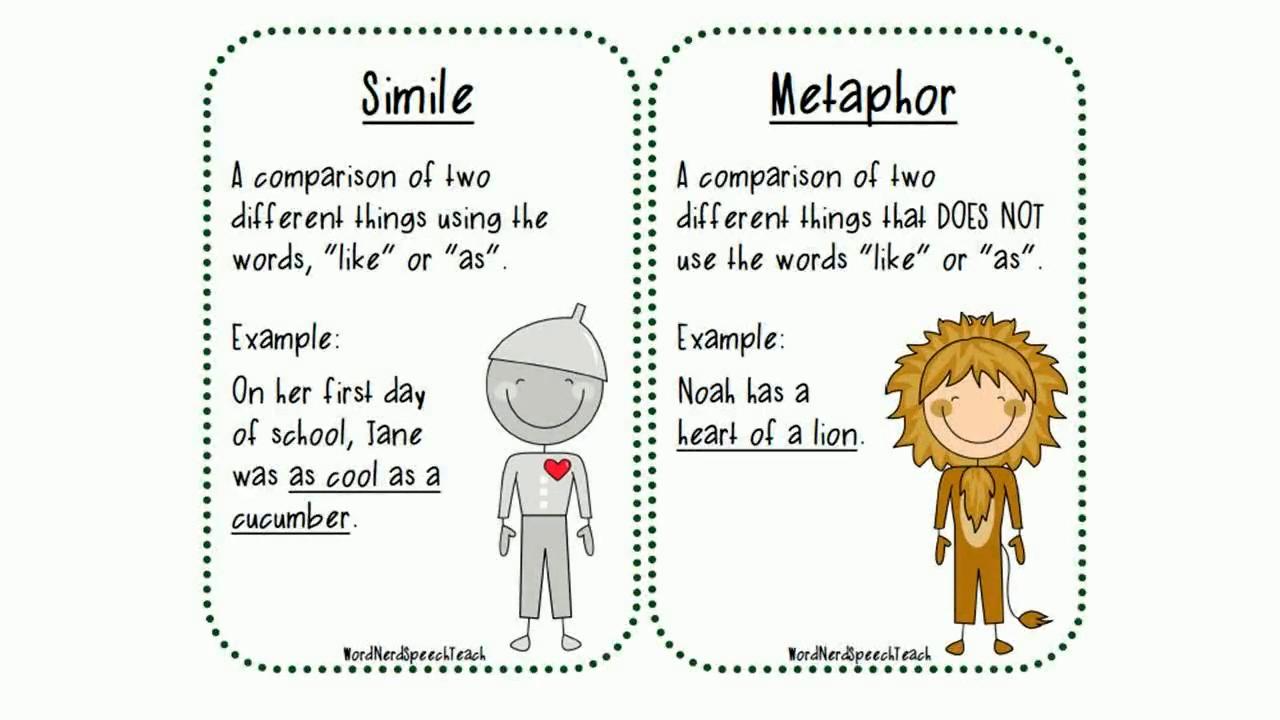 Simile
A comparison of two
different things using the
words, "like" or "as".
Example:
On her first day
of school, Jane
was as cool as a
cucumber.
WordNerdSpeechTeach
Metaphor
A comparison of two
different things that DOES NOT
use the words "like" or "as".
Example:
Noah has a
heart of a lion.
WordNerdSpeechTeach